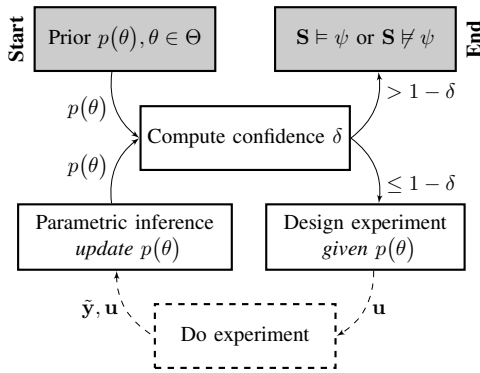 Start
Prior p(θ), θ ∈ Θ
S ⊨ ψ or S ⊭ ψ
End
p(θ)
> 1 − δ
Compute confidence δ
p(θ)
≤ 1 − δ
Parametric inference
update p(θ)
Design experiment
given p(θ)
ỹ, u
u
Do experiment